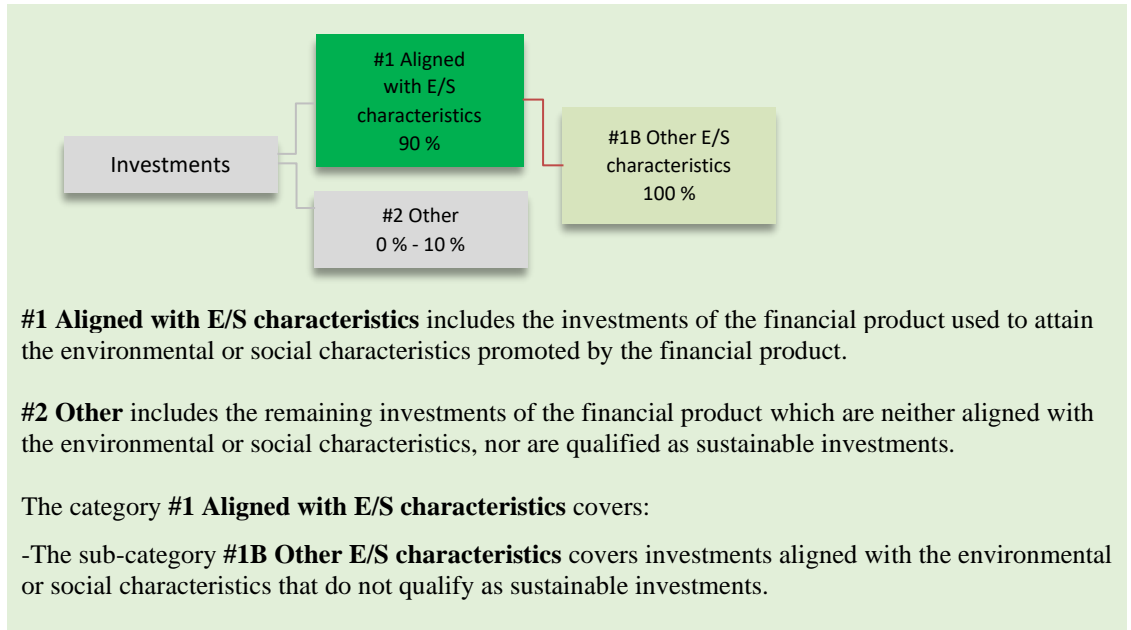 #1 Aligned
with E/S
characteristics
90 %
Investments
#1B Other E/S
characteristics
100 %
#2 Other
0 % - 10 %
#1 Aligned with E/S characteristics includes the investments of the financial product used to attain
the environmental or social characteristics promoted by the financial product.
#2 Other includes the remaining investments of the financial product which are neither aligned with
the environmental or social characteristics, nor are qualified as sustainable investments.
The category #1 Aligned with E/S characteristics covers:
-The sub-category #1B Other E/S characteristics covers investments aligned with the environmental
or social characteristics that do not qualify as sustainable investments.